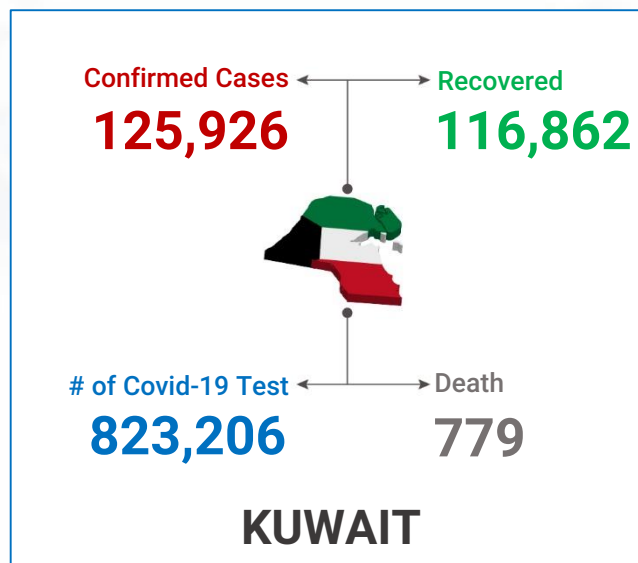 Confirmed Cases
125,926
Recovered
116,862
# of Covid-19 Test
823,206
Death
779
KUWAIT